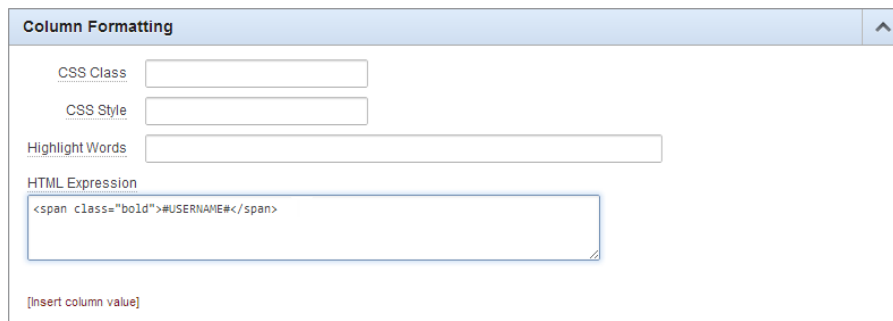 Column Formatting
CSS Class
CSS Style
Highlight Words
HTML Expression
<span class="bold">#USERNAME#</span>
[Insert column value]